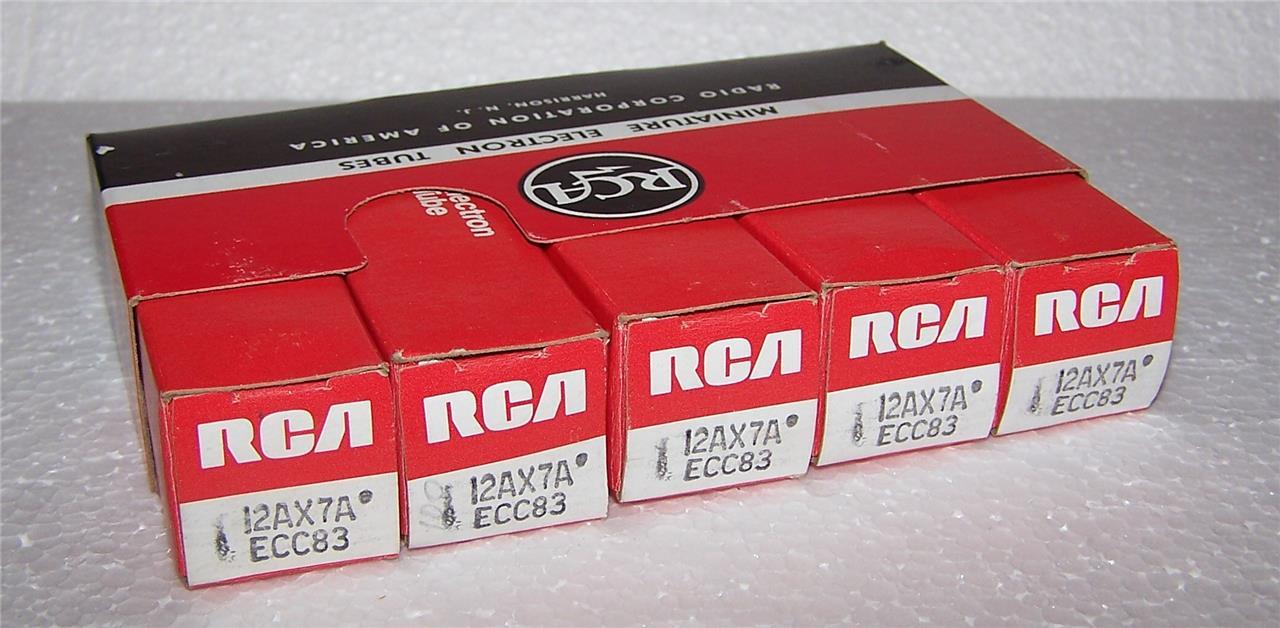 RADIO CORPORATION OF AMERICA
HARRISON, N. J.
MINIATURE ELECTRON TUBES
RCA
lectron
tube
RCA
12AX7A
ECC83
RCA
12AX7A
ECC83
RCA
12AX7A
ECC83
RCA
12AX7A
ECC83
RCA
12AX7A
ECC83